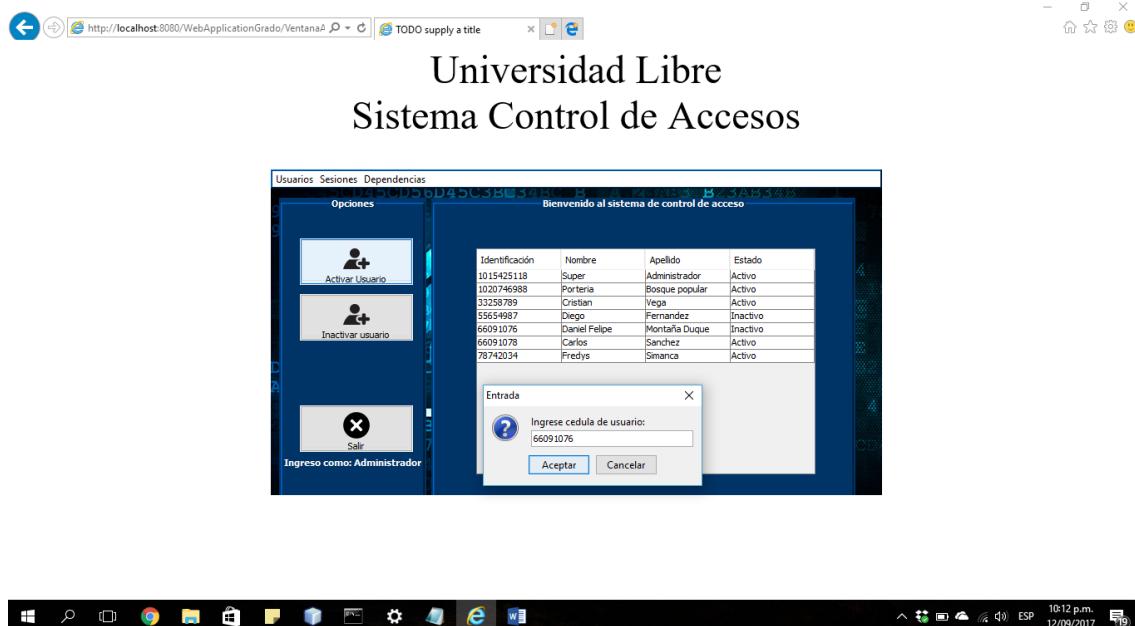 http://localhost:8080/WebApplicationGrado/VentanaA
TODO supply a title
Universidad Libre
Sistema Control de Accesos
Usuarios Sesiones Dependencias
Opciones
Bienvenido al sistema de control de acceso
Activar Usuario
Inactivar usuario
Salir
Ingreso como: Administrador
Identificación Nombre Apellido Estado
1015425118 Super Administrador Activo
1020746988 Porteria Bosque popular Activo
33258789 Cristian Vega Activo
55654987 Diego Fernandez Inactivo
66091076 Daniel Felipe Montaña Duque Inactivo
66091078 Carlos Sanchez Activo
78742034 Fredys Simanca Activo
Entrada
Ingrese cedula de usuario:
66091076
Aceptar Cancelar
ESP
10:12 p.m.
12/09/2017
19